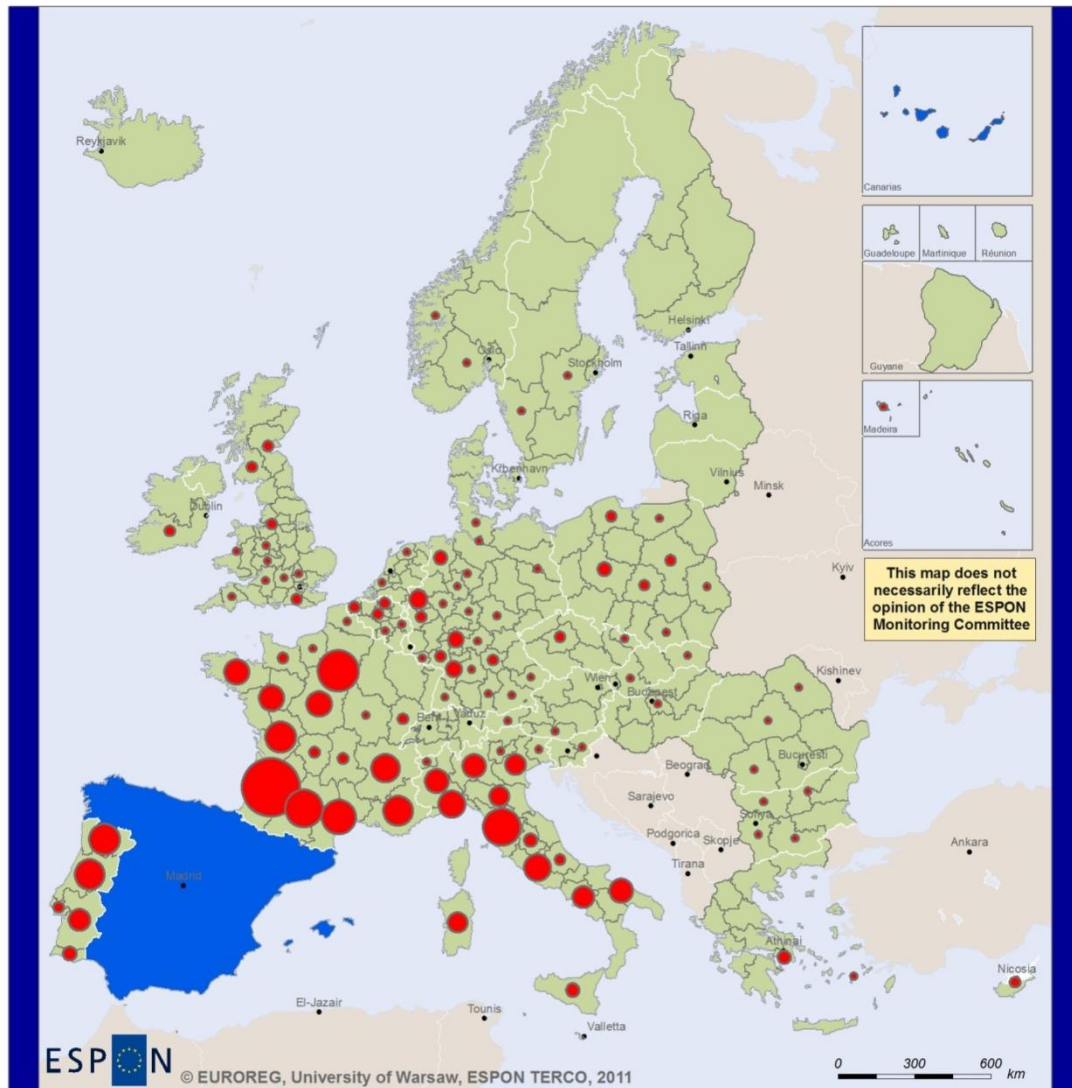 Reykjavik
Canarias
Guadeloupe
Martinique
Réunion
Guyane
Helsinki
Tallinn
Oslo
Stockholm
Madeira
Riga
Kfbenhavn
Vilnius
Minsk
Dublin
Acores
Kyiv
This map does not
necessarily reflect the
opinion of the ESPON
Monitoring Committee
Kishinev
Wien
Budapest
Bern
Vaduz
Bucuresti
Beograd
Sarajevo
Sofiya
Podgorica
Skopje
Ankara
Tirana
Madrid
Athinai
Nicosia
El-Jazair
Tounis
Valletta
ESPON
© EUROREG, University of Warsaw, ESPON TERCO, 2011
0 300 600
km